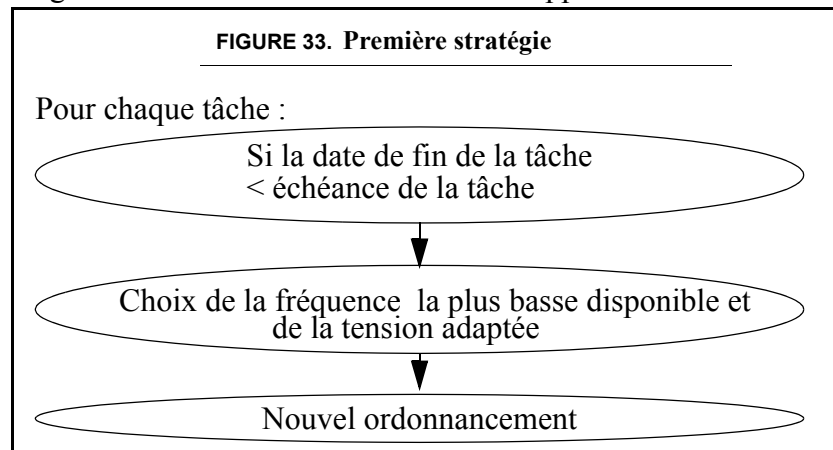 FIGURE 33. Première stratégie
Pour chaque tâche :
Si la date de fin de la tâche
< échéance de la tâche
Choix de la fréquence la plus basse disponible et
de la tension adaptée
Nouvel ordonnancement